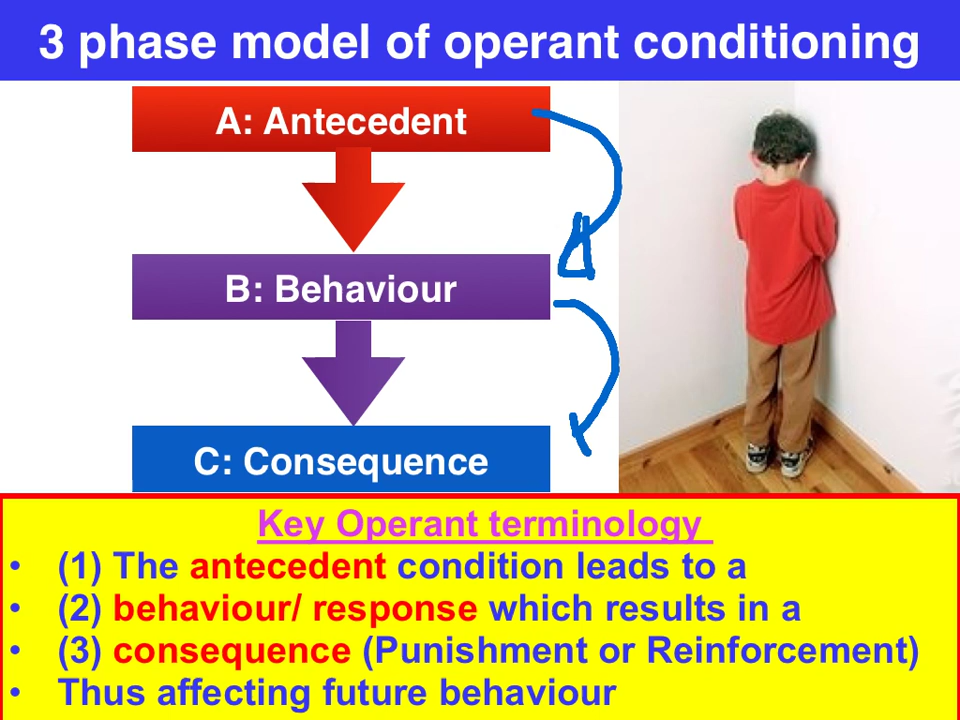 3 phase model of operant conditioning
A: Antecedent
B: Behaviour
C: Consequence
Key Operant terminology
• (1) The antecedent condition leads to a
• (2) behaviour/ response which results in a
• (3) consequence (Punishment or Reinforcement)
• Thus affecting future behaviour